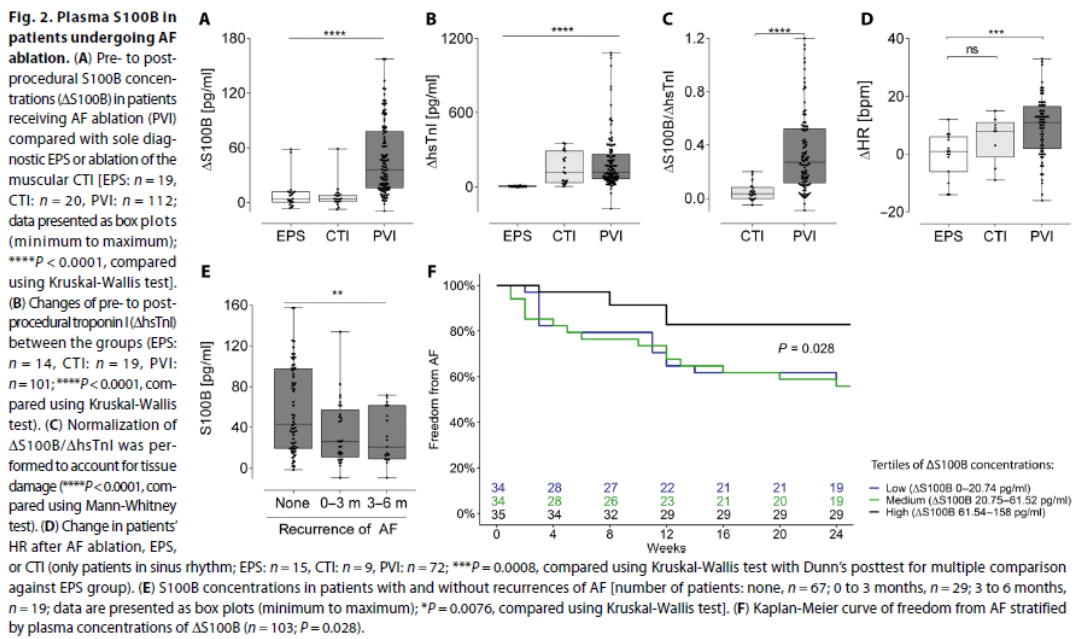 Fig. 2. Plasma S100B in
patients undergoing AF
ablation. (A) Pre- to post-
procedural S100B concen-
trations (ΔS100B) in patients
receiving AF ablation (PVI)
compared with sole diag-
nostic EPS or ablation of the
muscular CTI [EPS: n = 19,
CTI: n = 20, PVI: n = 112;
data presented as box plots
(minimum to maximum);
****P < 0.0001, compared
using Kruskal-Wallis test].
(B) Changes of pre- to post-
procedural troponin I (ΔhsTnI)
between the groups (EPS:
n = 14, CTI: n = 19, PVI:
n = 101; ****P < 0.0001, com-
pared using Kruskal-Wallis
test). (C) Normalization of
ΔS100B/ΔhsTnI was per-
formed to account for tissue
damage (****P < 0.0001, com-
pared using Mann-Whitney
test). (D) Change in patients'
HR after AF ablation, EPS,
or CTI (only patients in sinus rhythm; EPS: n = 15, CTI: n = 9, PVI: n = 72; ***P = 0.0008, compared using Kruskal-Wallis test with Dunn's posttest for multiple comparison
against EPS group). (E) S100B concentrations in patients with and without recurrences of AF [number of patients: none, n = 67; 0 to 3 months, n = 29; 3 to 6 months,
n = 19; data are presented as box plots (minimum to maximum); *P = 0.0076, compared using Kruskal-Wallis test]. (F) Kaplan-Meier curve of freedom from AF stratified
by plasma concentrations of ΔS100B (n = 103; P = 0.028).
A
ΔS100B [pg/ml]
180
120
60
0
****
EPS CTI PVI
B
ΔhsTnI [pg/ml]
1200
600
0
****
EPS CTI PVI
C
ΔS100B/ΔhsTnI
1.2
0.8
0.4
0.0
****
CTI PVI
D
ΔHR [bpm]
40
20
0
−20
***
ns
EPS CTI PVI
E
S100B [pg/ml]
160
120
80
40
0
**
None 0–3 m 3–6 m
Recurrence of AF
F
Freedom from AF
100%
80%
60%
40%
20%
0%
P = 0.028
34 28 27 22 21 21 19
34 28 26 23 21 20 19
35 34 32 29 29 29 29
0 4 8 12 16 20 24
Weeks
Tertiles of ΔS100B concentrations:
Low (ΔS100B 0–20.74 pg/ml)
Medium (ΔS100B 20.75–61.52 pg/ml)
High (ΔS100B 61.54–158 pg/ml)